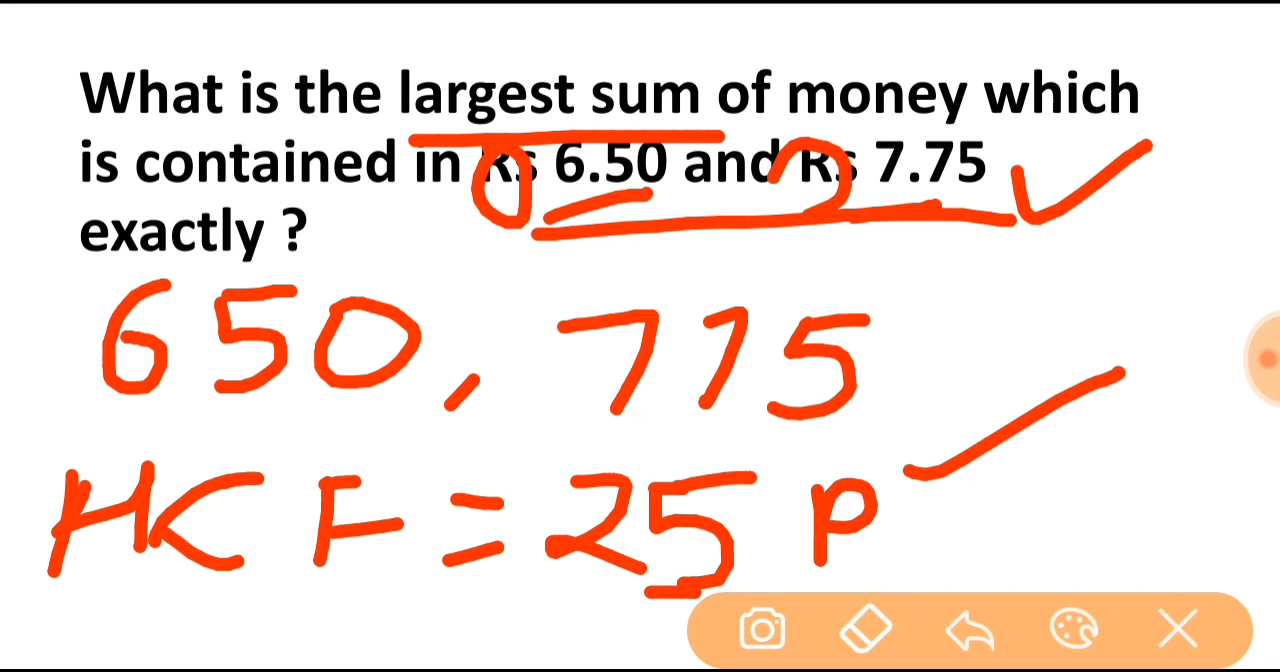 What is the largest sum of money which
is contained in Rs 6.50 and Rs 7.75
exactly ?
650, 775
HCF = 25 P